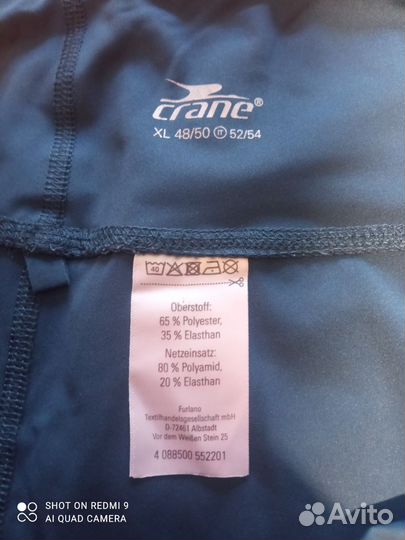 crane®
XL 48/50 IT 52/54
40
Oberstoff:
65 % Polyester,
35 % Elasthan
Netzeinsatz:
80 % Polyamid,
20 % Elasthan
Furlano
Textilhandelsgesellschaft mbH
D-72461 Albstadt
Vor dem Weißen Stein 25
4 088500 552201
SHOT ON REDMI 9
AI QUAD CAMERA
Avito